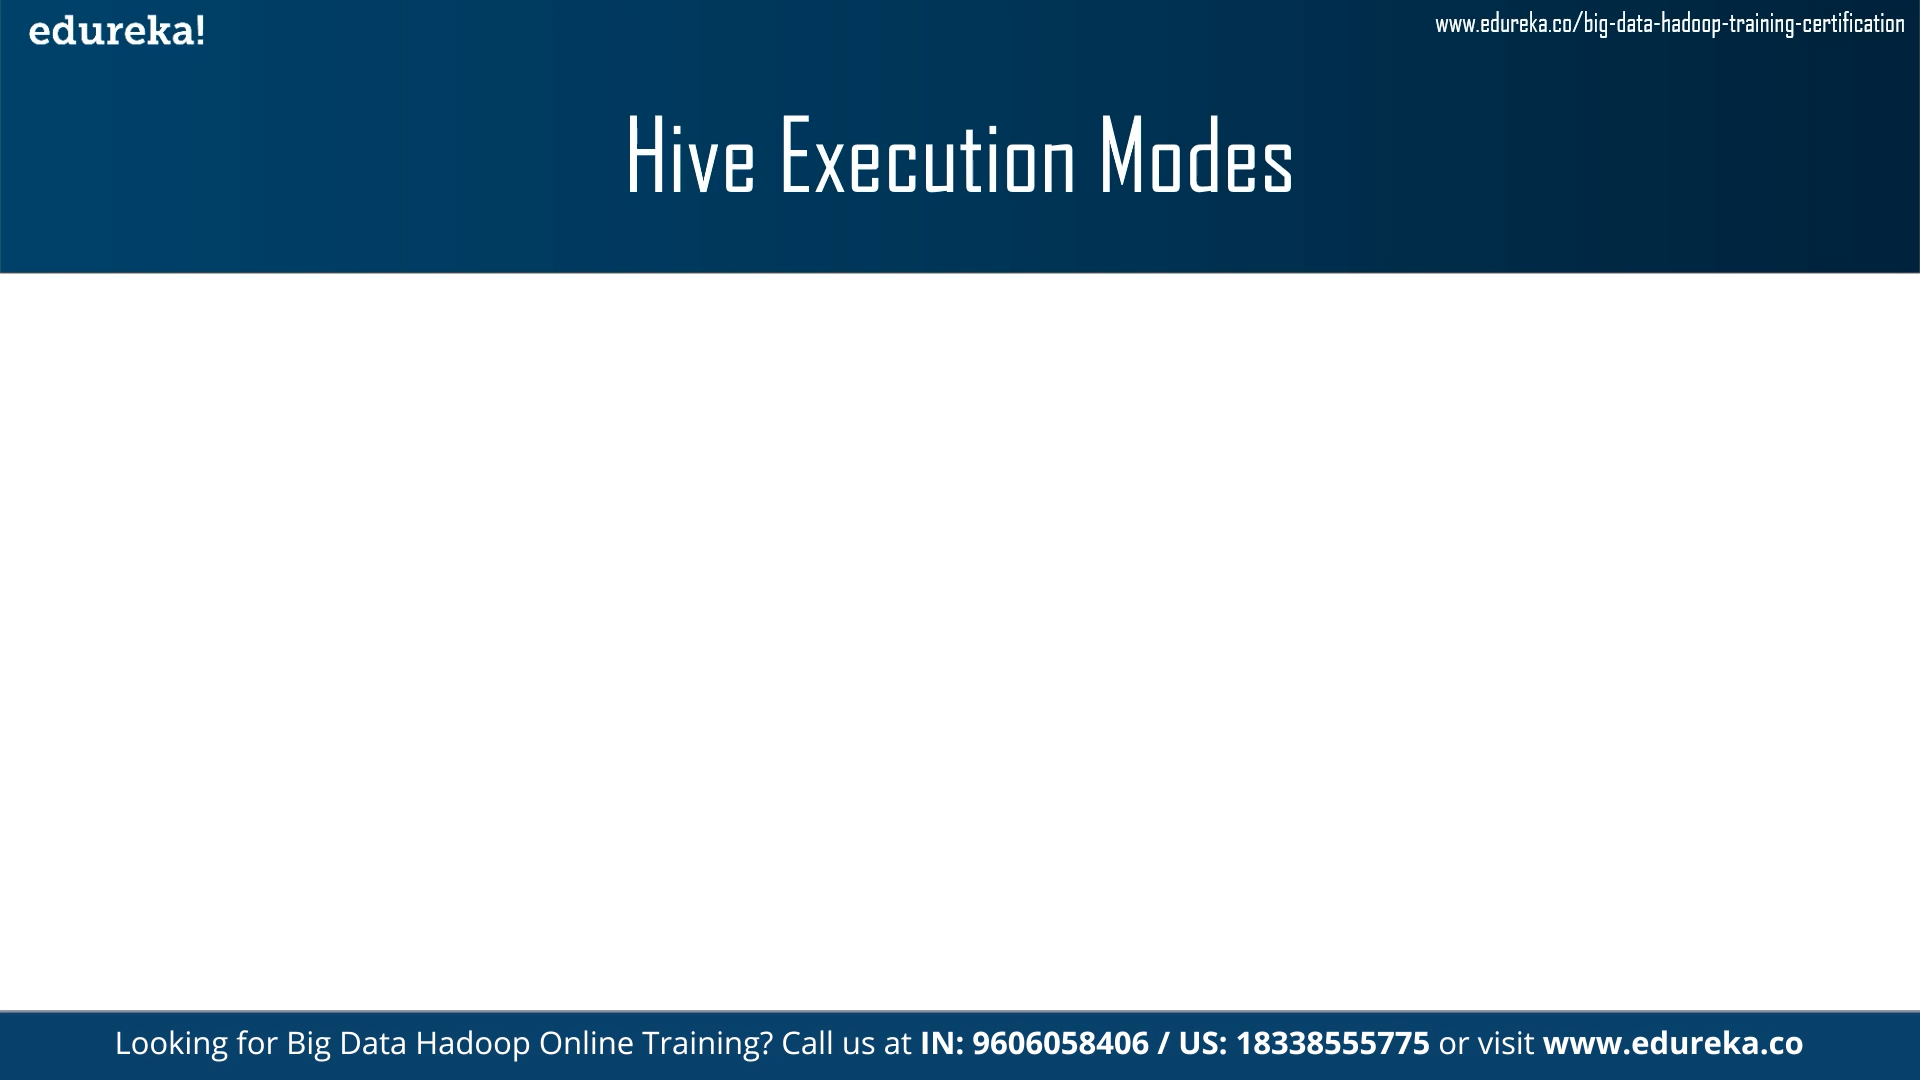 edureka!
www.edureka.co/big-data-hadoop-training-certification
Hive Execution Modes
Looking for Big Data Hadoop Online Training? Call us at IN: 9606058406 / US: 18338555775 or visit www.edureka.co